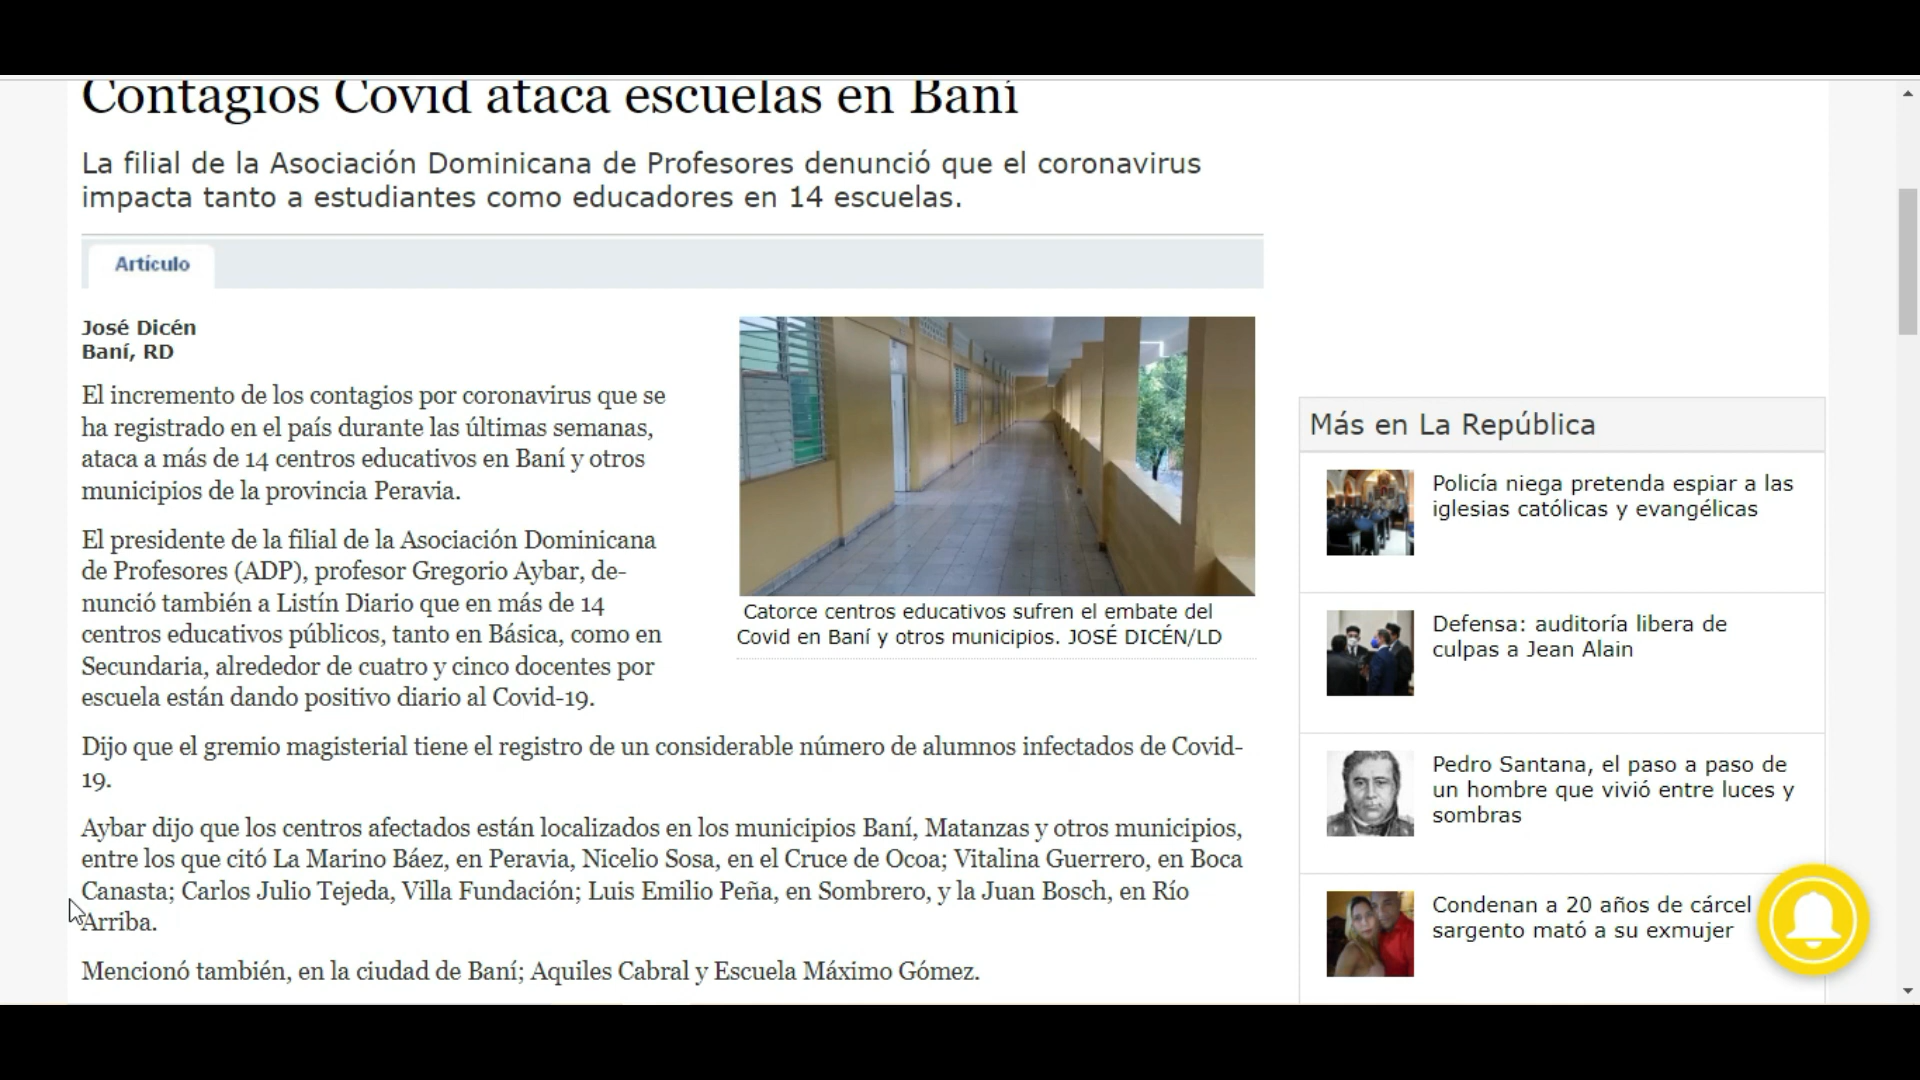 Contagios Covid ataca escuelas en Baní
La filial de la Asociación Dominicana de Profesores denunció que el coronavirus
impacta tanto a estudiantes como educadores en 14 escuelas.
Artículo
José Dicén
Baní, RD
El incremento de los contagios por coronavirus que se
ha registrado en el país durante las últimas semanas,
ataca a más de 14 centros educativos en Baní y otros
municipios de la provincia Peravia.
El presidente de la filial de la Asociación Dominicana
de Profesores (ADP), profesor Gregorio Aybar, de-
nunció también a Listín Diario que en más de 14
centros educativos públicos, tanto en Básica, como en
Secundaria, alrededor de cuatro y cinco docentes por
escuela están dando positivo diario al Covid-19.
Catorce centros educativos sufren el embate del
Covid en Baní y otros municipios. JOSÉ DICÉN/LD
Dijo que el gremio magisterial tiene el registro de un considerable número de alumnos infectados de Covid-
19.
Aybar dijo que los centros afectados están localizados en los municipios Baní, Matanzas y otros municipios,
entre los que citó La Marino Báez, en Peravia, Nicelio Sosa, en el Cruce de Ocoa; Vitalina Guerrero, en Boca
Canasta; Carlos Julio Tejeda, Villa Fundación; Luis Emilio Peña, en Sombrero, y la Juan Bosch, en Río
Arriba.
Mencionó también, en la ciudad de Baní; Aquiles Cabral y Escuela Máximo Gómez.
Más en La República
Policía niega pretenda espiar a las
iglesias católicas y evangélicas
Defensa: auditoría libera de
culpas a Jean Alain
Pedro Santana, el paso a paso de
un hombre que vivió entre luces y
sombras
Condenan a 20 años de cárcel
sargento mató a su exmujer